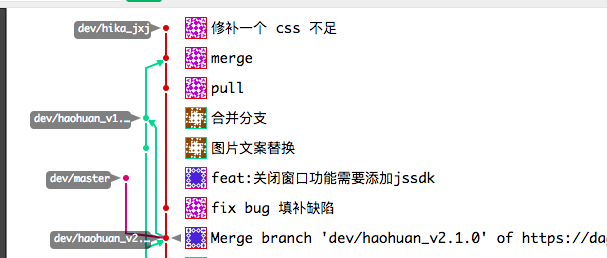 dev/hika_jxj
修补一个 css 不足
merge
pull
dev/haohuan_v1....
合并分支
图片文案替换
dev/master
feat:关闭窗口功能需要添加jssdk
fix bug 填补缺陷
dev/haohuan_v2....
Merge branch 'dev/haohuan_v2.1.0' of https://da